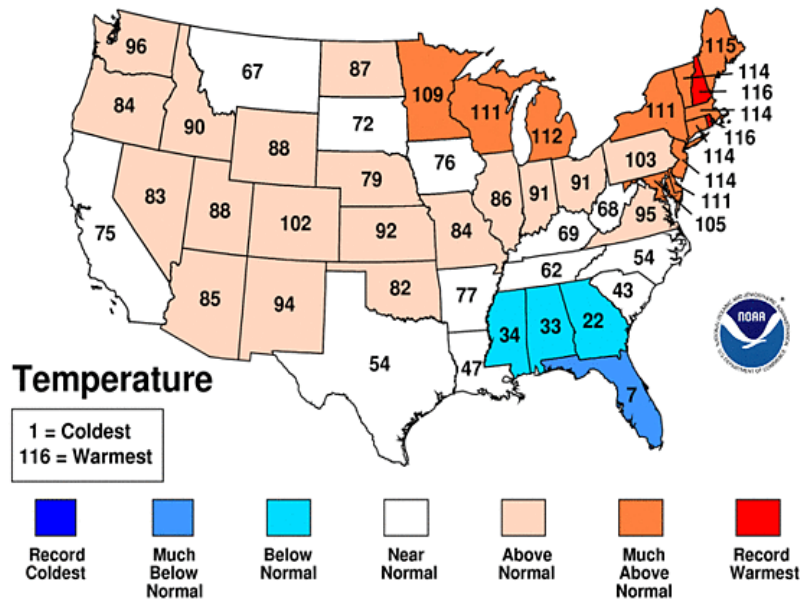 96
67
87
109
115
114
116
114
116
114
114
111
105
84
90
88
72
111
112
111
83
88
79
76
86
91
91
103
68
95
75
102
92
84
69
54
85
94
82
77
62
43
54
47
34
33
22
7
NOAA
Temperature
1 = Coldest
116 = Warmest
Record
Coldest
Much
Below
Normal
Below
Normal
Near
Normal
Above
Normal
Much
Above
Normal
Record
Warmest